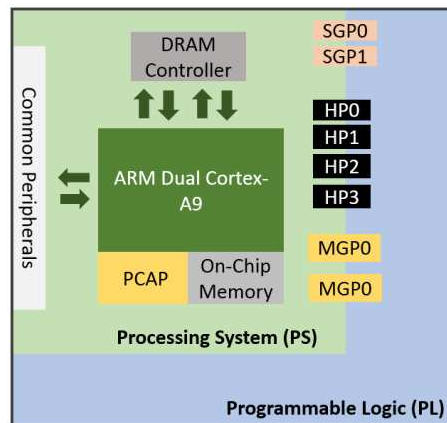 DRAM
Controller
SGP0
SGP1
Common Peripherals
HP0
HP1
HP2
HP3
ARM Dual Cortex-
A9
PCAP
On-Chip
Memory
MGP0
MGP0
Processing System (PS)
Programmable Logic (PL)